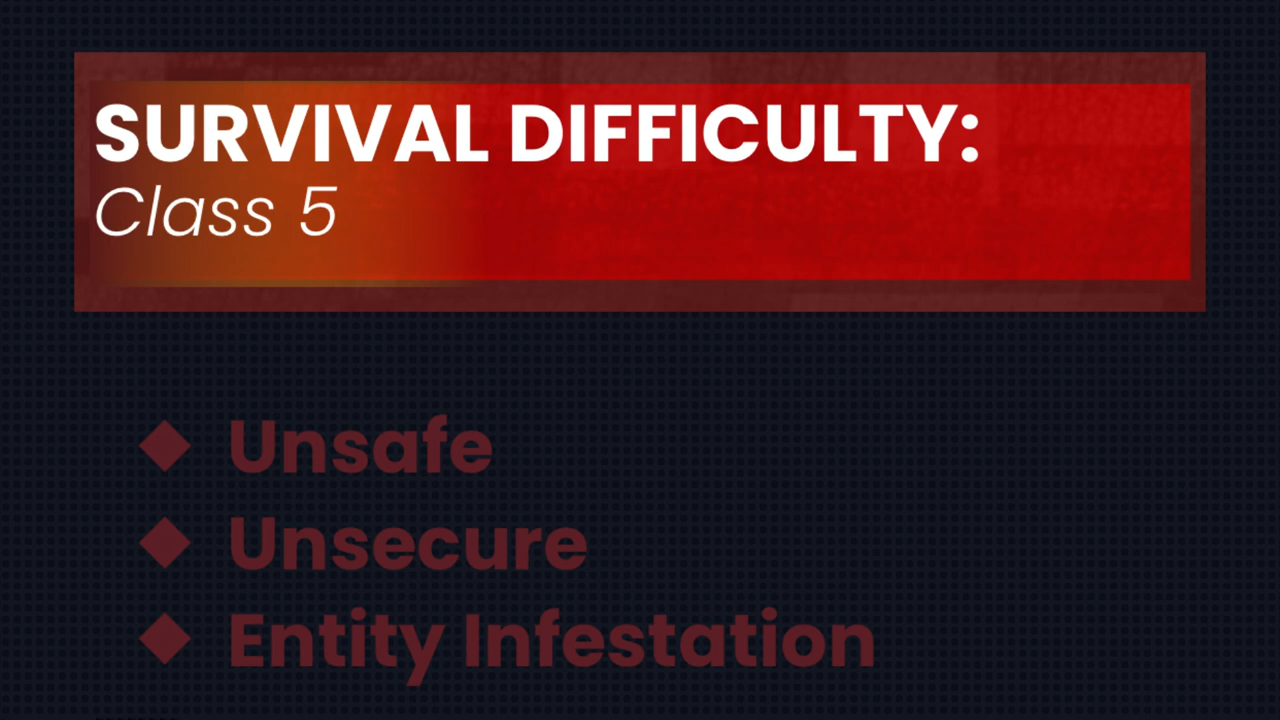 SURVIVAL DIFFICULTY:
Class 5
Unsafe
Unsecure
Entity Infestation